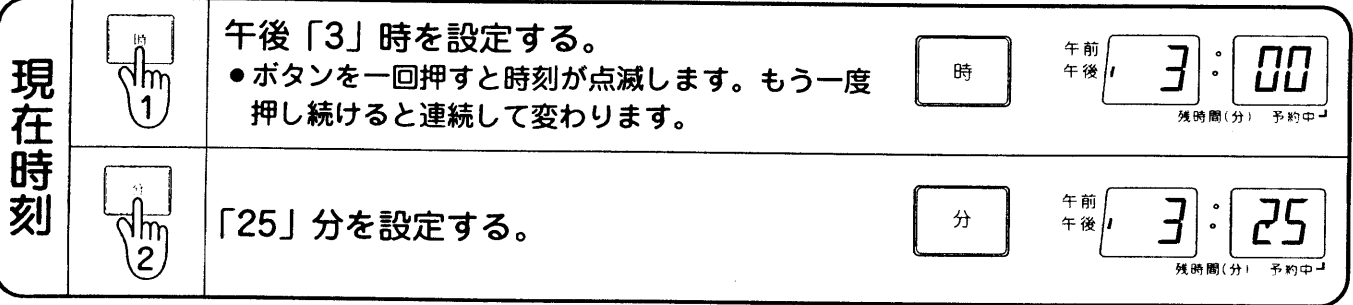 現在時刻
時
1
午後「3」時を設定する。
●ボタンを一回押すと時刻が点滅します。もう一度
押し続けると連続して変わります。
時
午前
午後
3:00
残時間(分) 予約中
分
2
「25」分を設定する。
分
午前
午後
3:25
残時間(分) 予約中